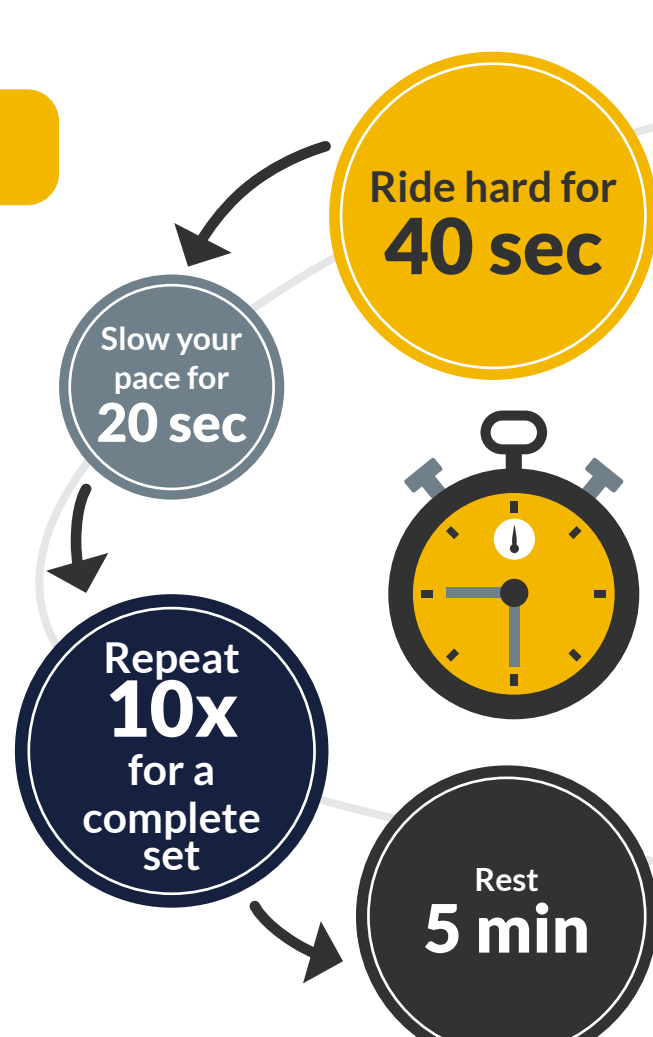 Ride hard for
40 sec
Slow your
pace for
20 sec
Repeat
10x
for a
complete
set
Rest
5 min